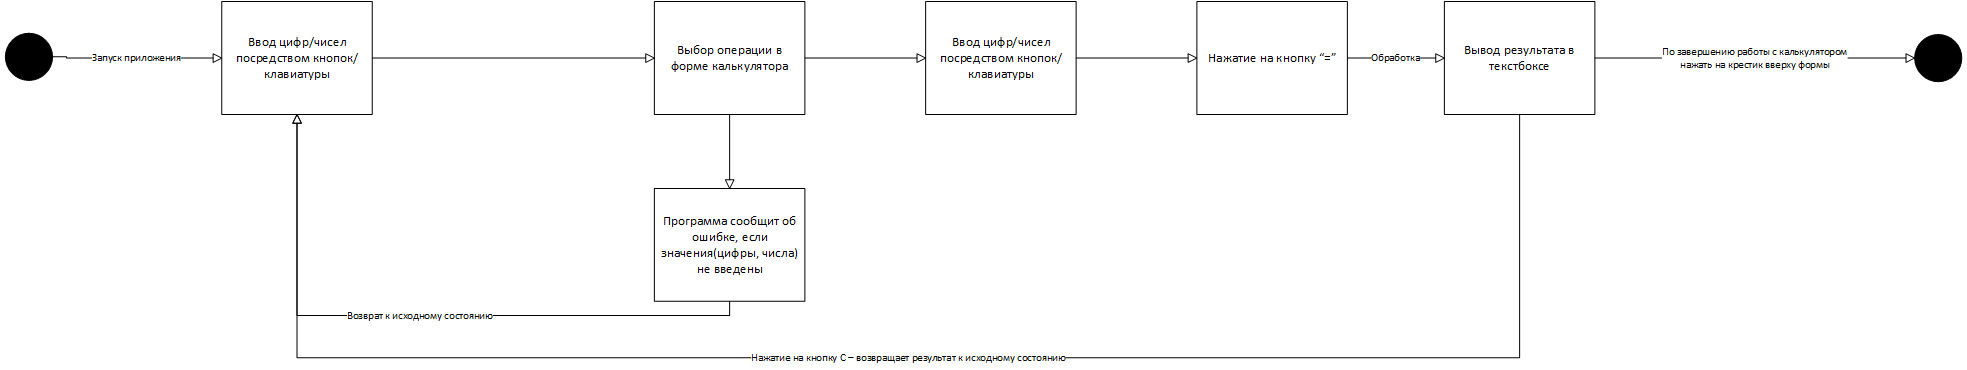 Запуск приложения
Ввод цифр/чисел
посредством кнопок/
клавиатуры
Выбор операции в
форме калькулятора
Ввод цифр/чисел
посредством кнопок/
клавиатуры
Нажатие на кнопку “=”
Обработка
Вывод результата в
текстбоксе
По завершению работы с калькулятором
нажать на крестик вверху формы
Программа сообщит об
ошибке, если
значения(цифры, числа)
не введены
Возврат к исходному состоянию
Нажатие на кнопку С – возвращает результат к исходному состоянию